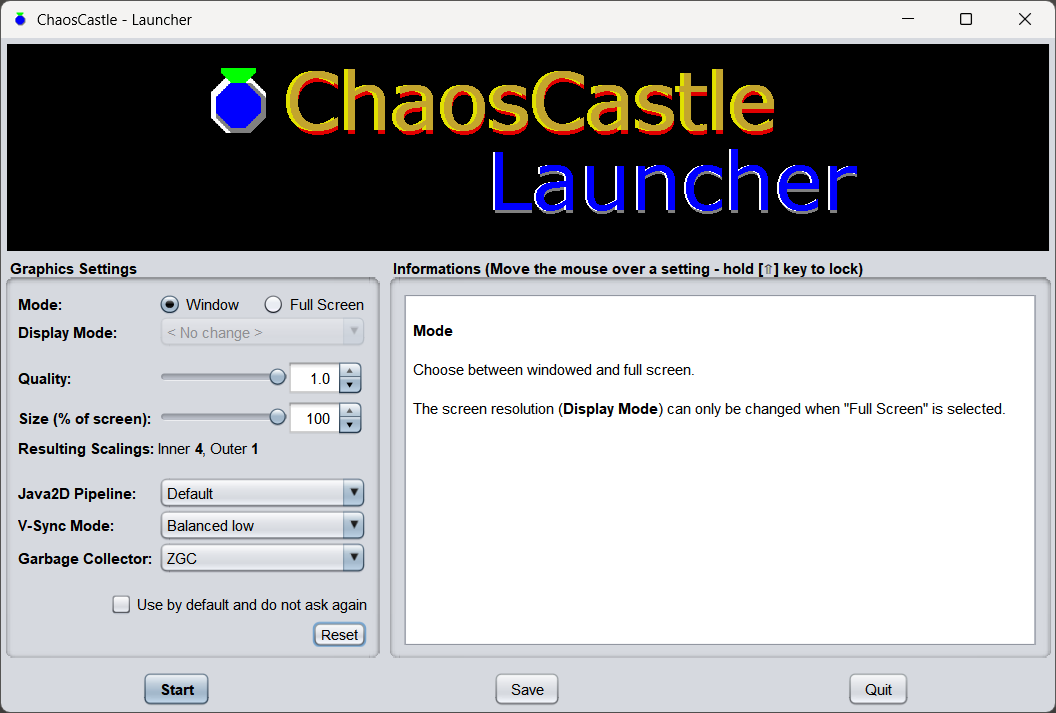 ChaosCastle - Launcher
ChaosCastle
Launcher
Graphics Settings
Informations (Move the mouse over a setting - hold [⇧] key to lock)
Mode: Window Full Screen
Display Mode: < No change >
Quality: 1.0
Size (% of screen): 100
Resulting Scalings: Inner 4, Outer 1
Java2D Pipeline: Default
V-Sync Mode: Balanced low
Garbage Collector: ZGC
Use by default and do not ask again
Reset
Mode
Choose between windowed and full screen.
The screen resolution (Display Mode) can only be changed when "Full Screen" is selected.
Start Save Quit